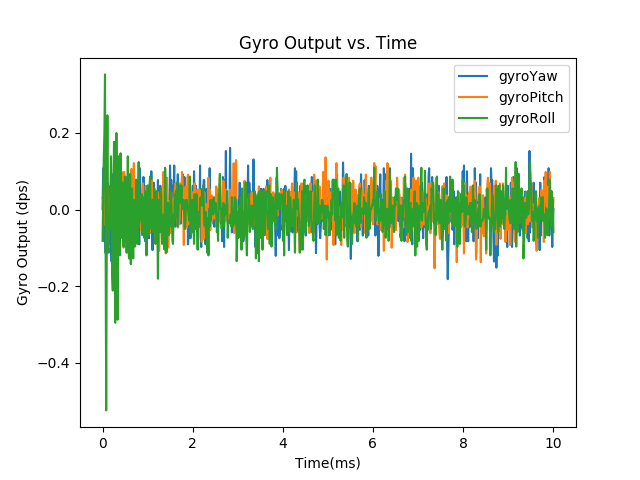 Gyro Output vs. Time
gyroYaw
gyroPitch
gyroRoll
Gyro Output (dps)
0.2
0.0
−0.2
−0.4
0 2 4 6 8 10
Time(ms)